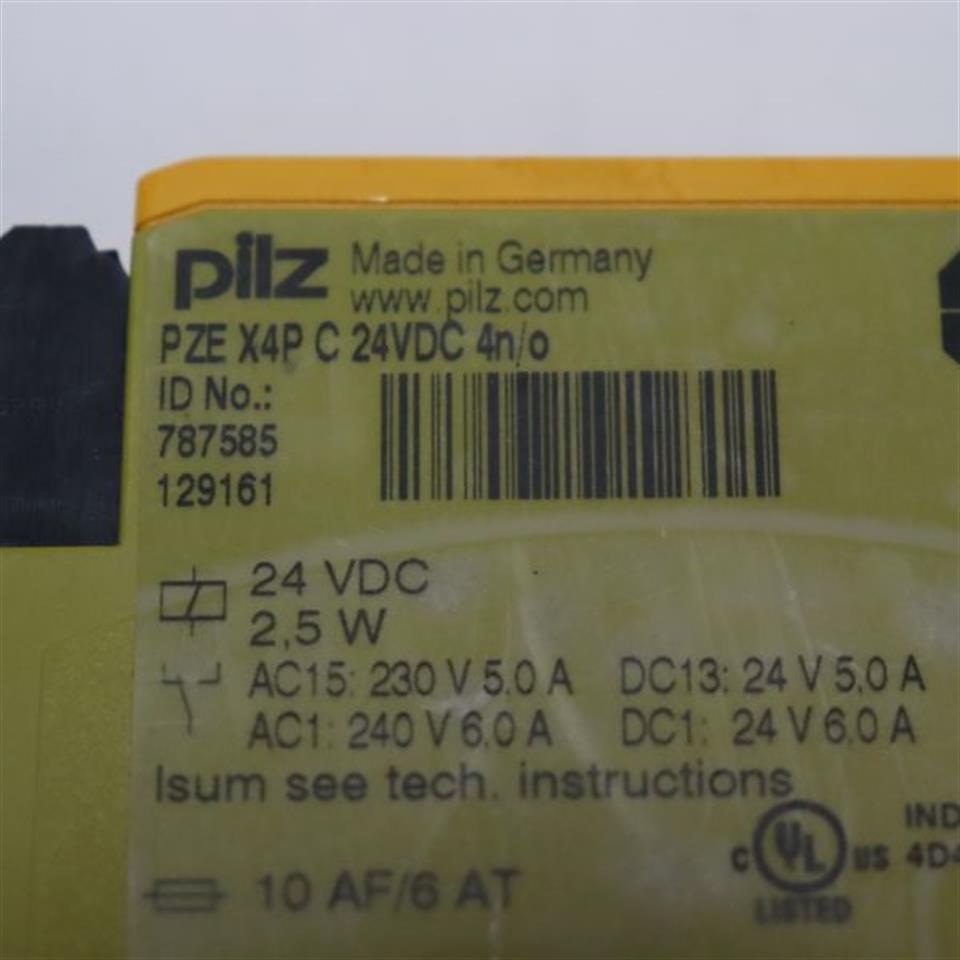 pilz Made in Germany
www.pilz.com
PZE X4P C 24VDC 4n/o
ID No.:
787585
129161
24 VDC
2,5 W
AC15: 230 V 5,0 A DC13: 24 V 5,0 A
AC1: 240 V 6,0 A DC1: 24 V 6,0 A
Isum see tech. instructions
10 AF/6 AT
C UL US
LISTED
IND
4D4